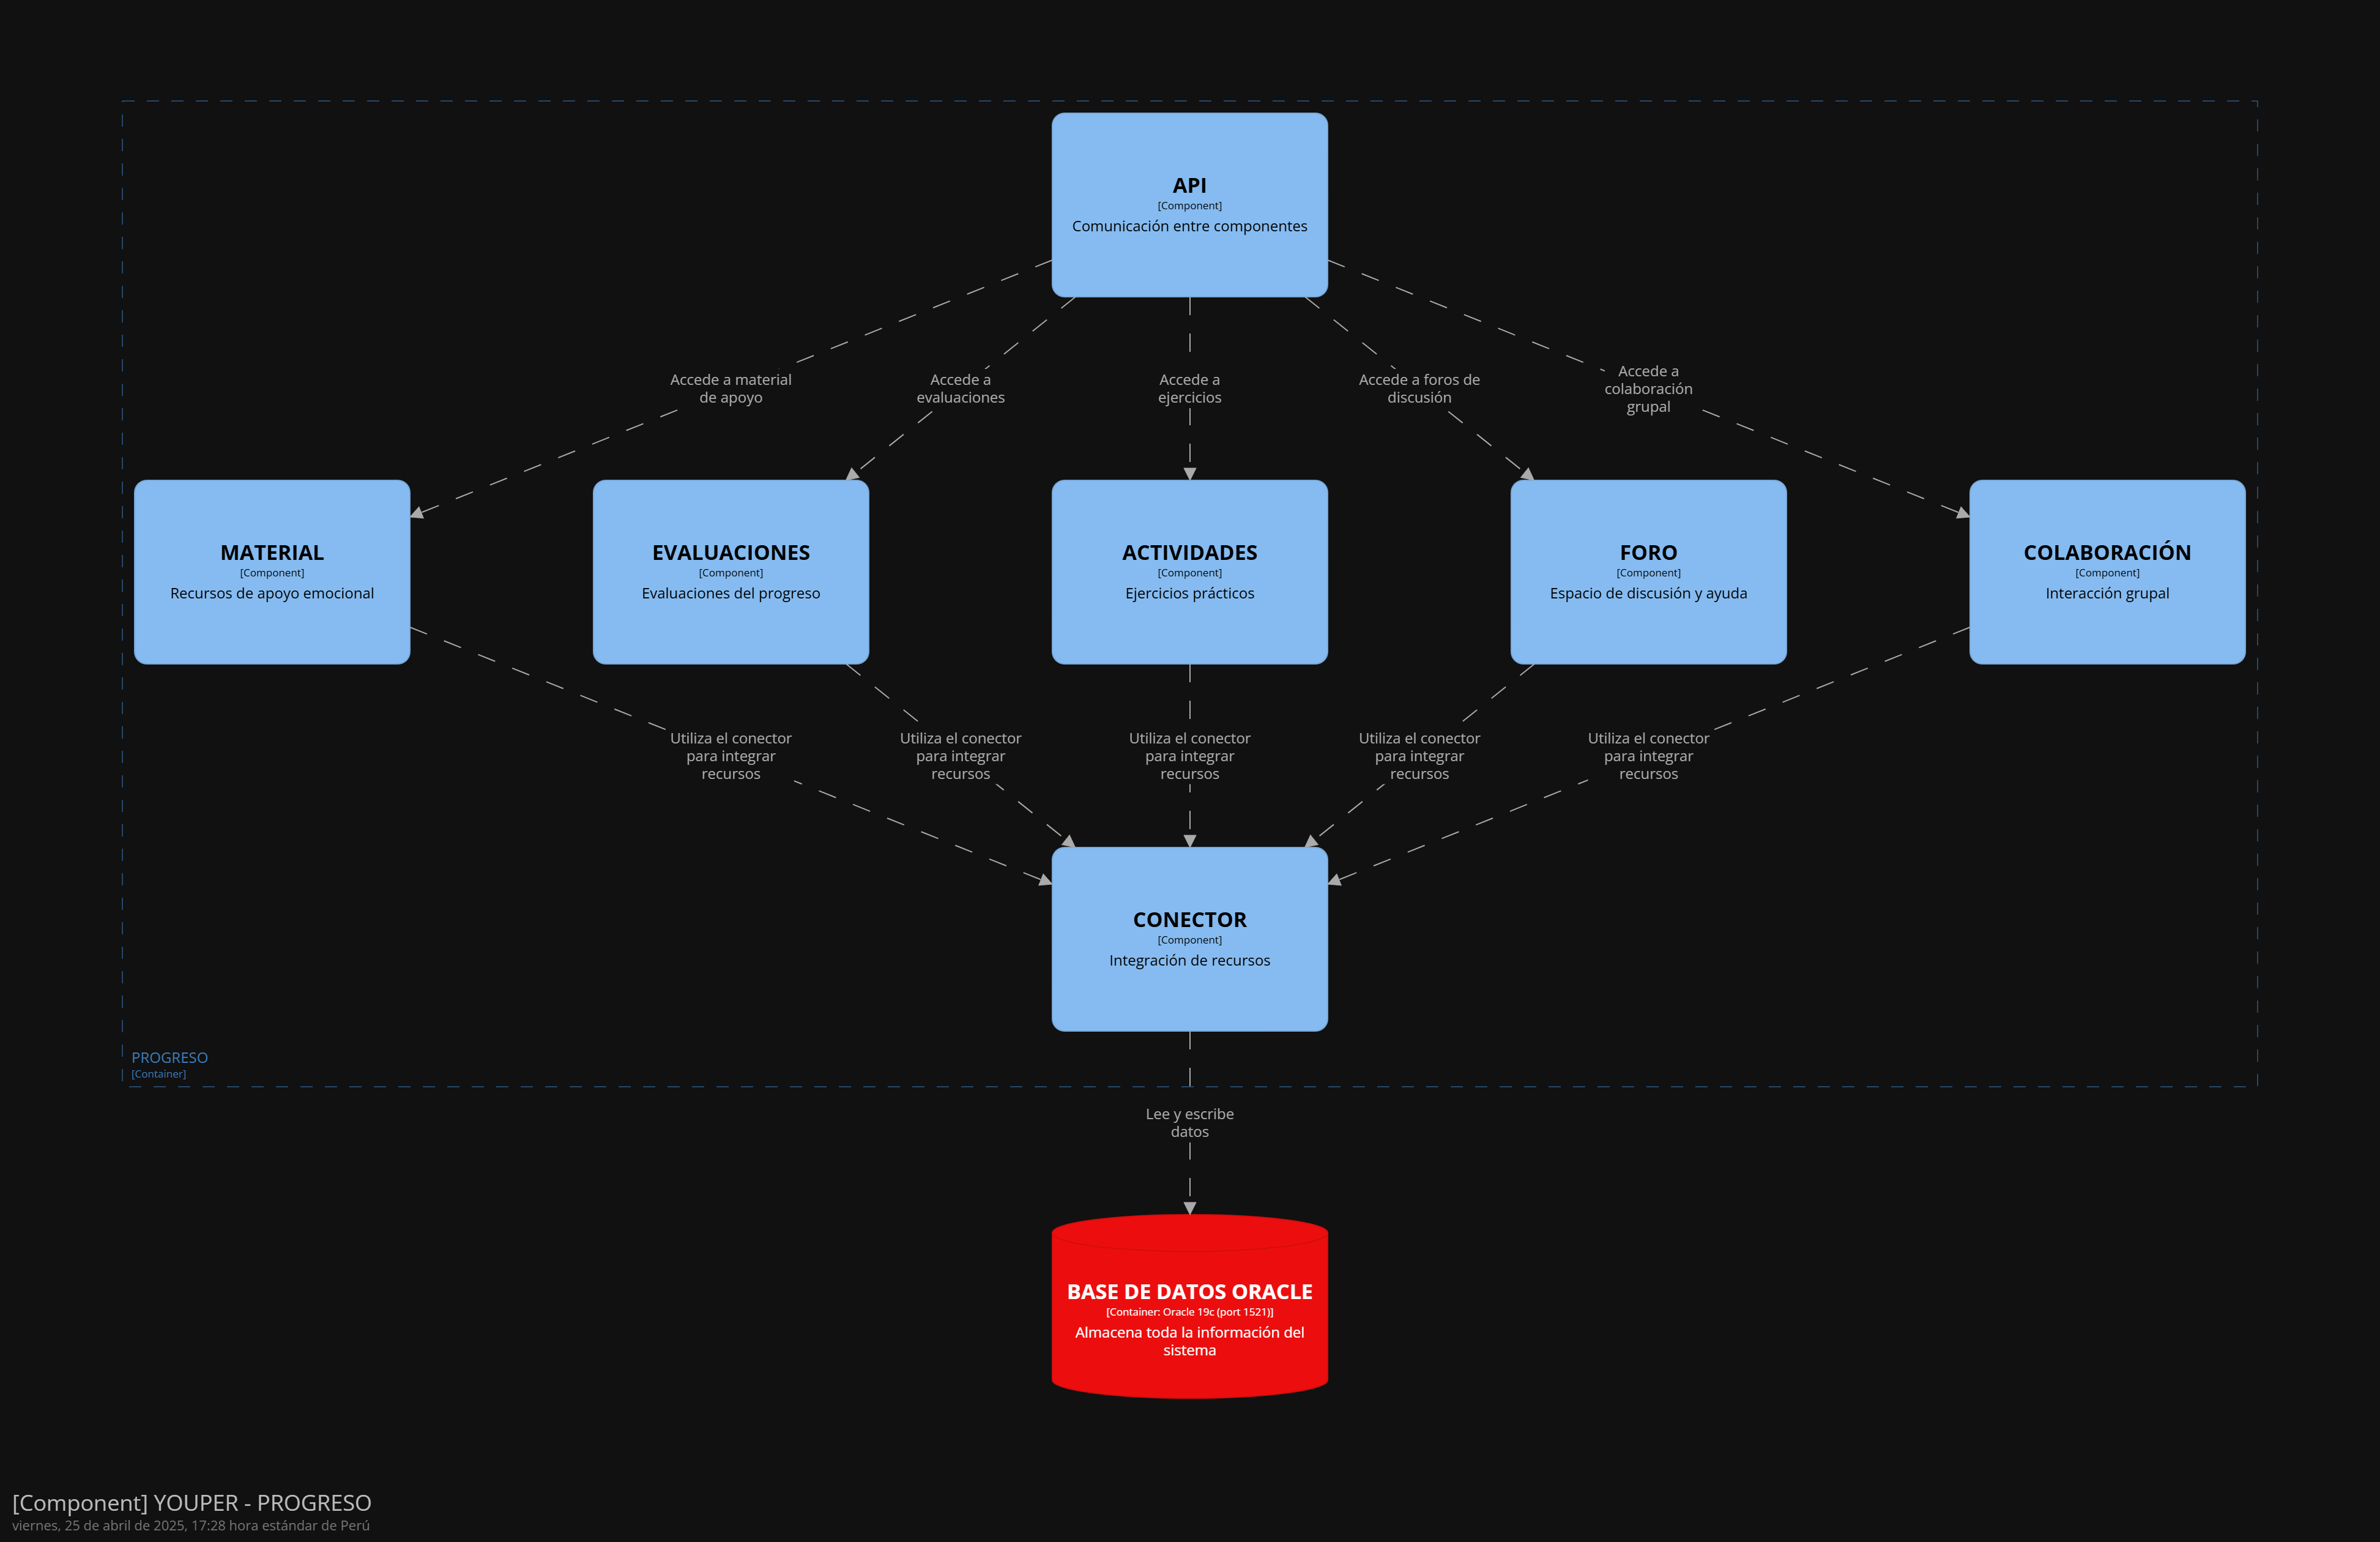 API
[Component]
Comunicación entre componentes
Accede a material
de apoyo
Accede a
evaluaciones
Accede a
ejercicios
Accede a foros de
discusión
Accede a
colaboración
grupal
MATERIAL
[Component]
Recursos de apoyo emocional
EVALUACIONES
[Component]
Evaluaciones del progreso
ACTIVIDADES
[Component]
Ejercicios prácticos
FORO
[Component]
Espacio de discusión y ayuda
COLABORACIÓN
[Component]
Interacción grupal
Utiliza el conector
para integrar
recursos
Utiliza el conector
para integrar
recursos
Utiliza el conector
para integrar
recursos
Utiliza el conector
para integrar
recursos
Utiliza el conector
para integrar
recursos
CONECTOR
[Component]
Integración de recursos
PROGRESO
[Container]
Lee y escribe
datos
BASE DE DATOS ORACLE
[Container: Oracle 19c (port 1521)]
Almacena toda la información del
sistema
[Component] YOUPER - PROGRESO
viernes, 25 de abril de 2025, 17:28 hora estándar de Perú